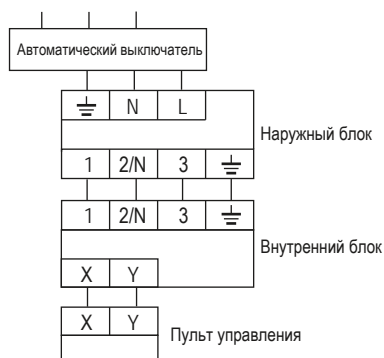 Автоматический выключатель
N L
Наружный блок
1 2/N 3
1 2/N 3
Внутренний блок
X Y
X Y
Пульт управления